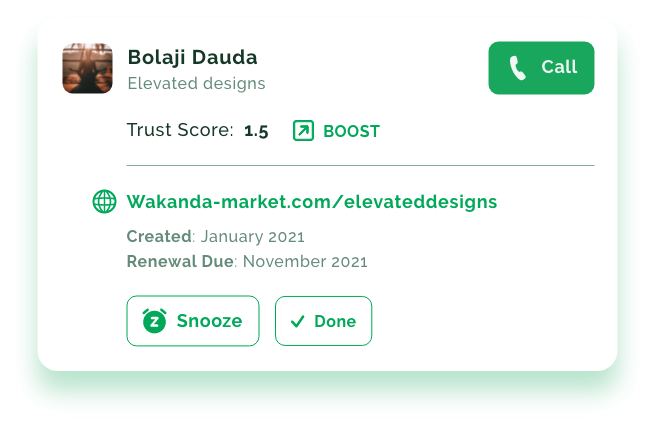 Bolaji Dauda
Elevated designs
Call
Trust Score: 1.5
BOOST
Wakanda-market.com/elevateddesigns
Created: January 2021
Renewal Due: November 2021
z Snooze
Done